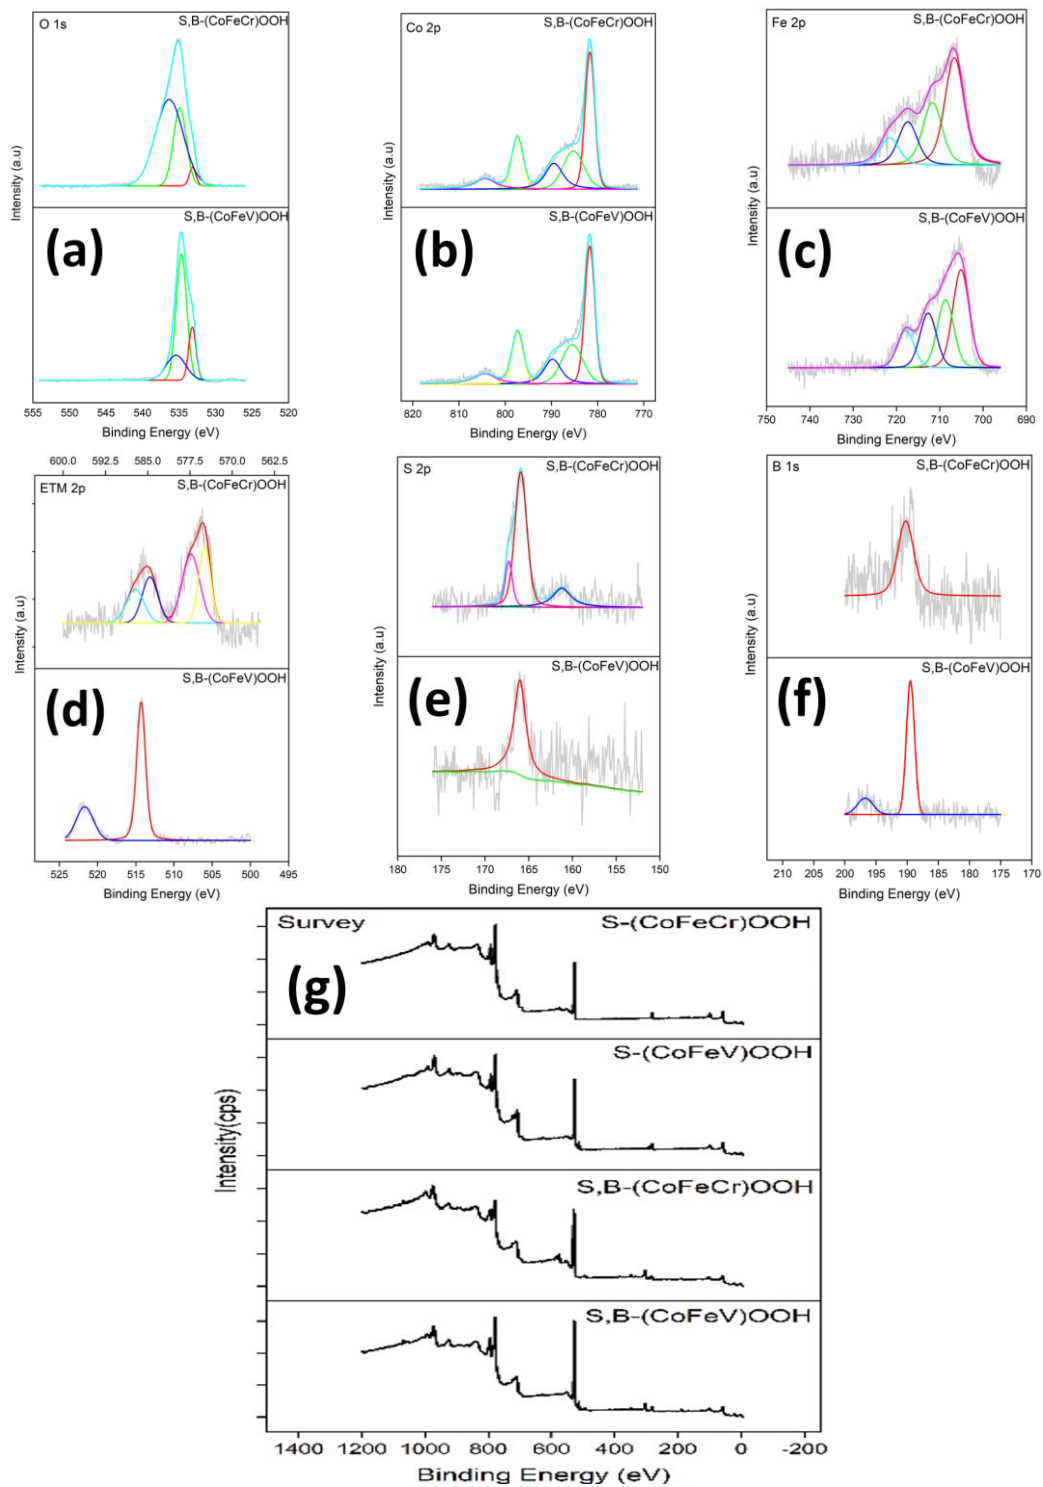 O 1s S,B-(CoFeCr)OOH
S,B-(CoFeV)OOH
(a)
Intensity (a.u)
555 550 545 540 535 530 525 520
Binding Energy (eV)
Co 2p S,B-(CoFeCr)OOH
S,B-(CoFeV)OOH
(b)
Intensity (a.u)
820 810 800 790 780 770
Binding Energy (eV)
Fe 2p S,B-(CoFeCr)OOH
S,B-(CoFeV)OOH
(c)
Intensity (a.u)
750 740 730 720 710 700 690
Binding Energy (eV)
600.0 592.5 585.0 577.5 570.0 562.5
ETM 2p S,B-(CoFeCr)OOH
S,B-(CoFeV)OOH
(d)
Intensity (a.u)
525 520 515 510 505 500 495
Binding Energy (eV)
S 2p S,B-(CoFeCr)OOH
S,B-(CoFeV)OOH
(e)
Intensity (a.u)
180 175 170 165 160 155 150
Binding Energy (eV)
B 1s
S,B-(CoFeCr)OOH
S,B-(CoFeV)OOH
(f)
Intensity (a.u)
210 205 200 195 190 185 180 175 170
Binding Energy (eV)
Survey S-(CoFeCr)OOH
(g)
S-(CoFeV)OOH
S,B-(CoFeCr)OOH
S,B-(CoFeV)OOH
Intensity(cps)
1400 1200 1000 800 600 400 200 0 -200
Binding Energy (eV)